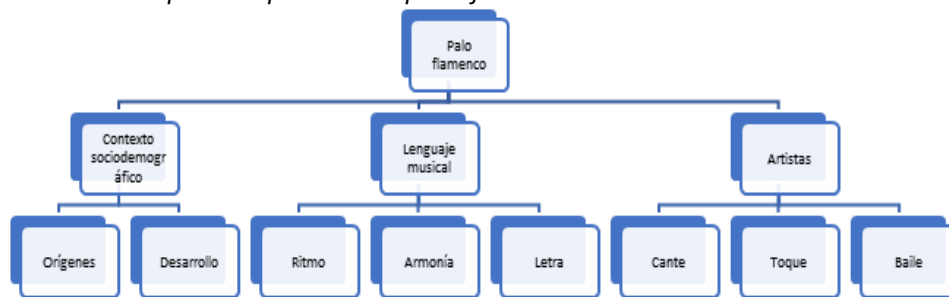 Palo
flamenco
Contexto
sociodemogr
áfico
Lenguaje
musical
Artistas
Orígenes
Desarrollo
Ritmo
Armonía
Letra
Cante
Toque
Baile